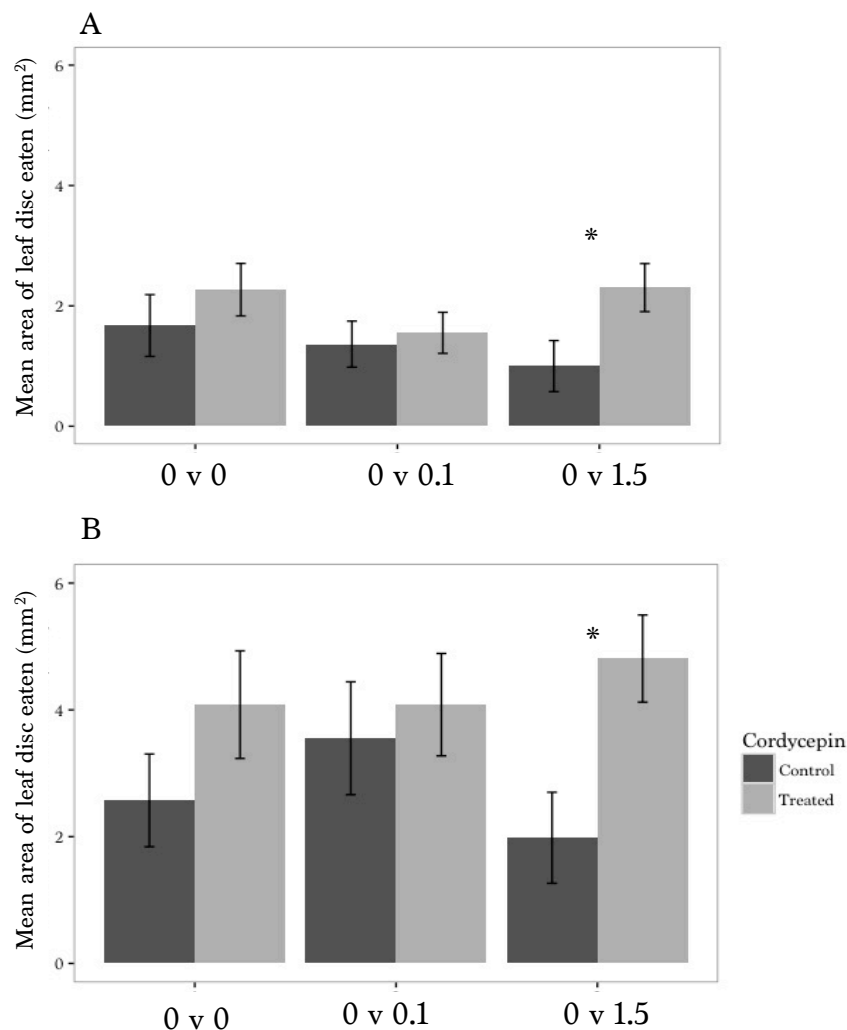 A
Mean area of leaf disc eaten (mm²)
6
4
2
0
*
0 v 0
0 v 0.1
0 v 1.5
B
Mean area of leaf disc eaten (mm²)
6
4
2
0
*
0 v 0
0 v 0.1
0 v 1.5
Cordycepin
Control
Treated